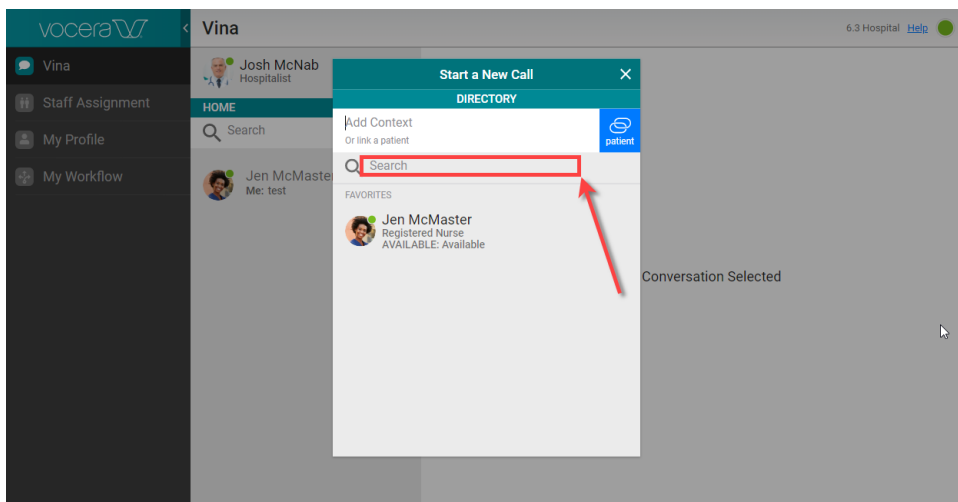 vocera
Vina
6.3 Hospital Help
Vina
Staff Assignment
My Profile
My Workflow
Josh McNab
Hospitalist
HOME
Search
Jen McMaste
Me: test
Start a New Call
DIRECTORY
Add Context
Or link a patient
patient
Search
FAVORITES
Jen McMaster
Registered Nurse
AVAILABLE: Available
Conversation Selected